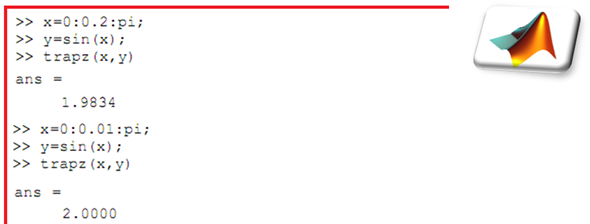 >> x=0:0.2:pi;
>> y=sin(x);
>> trapz(x,y)
ans =
1.9834
>> x=0:0.01:pi;
>> y=sin(x);
>> trapz(x,y)
ans =
2.0000